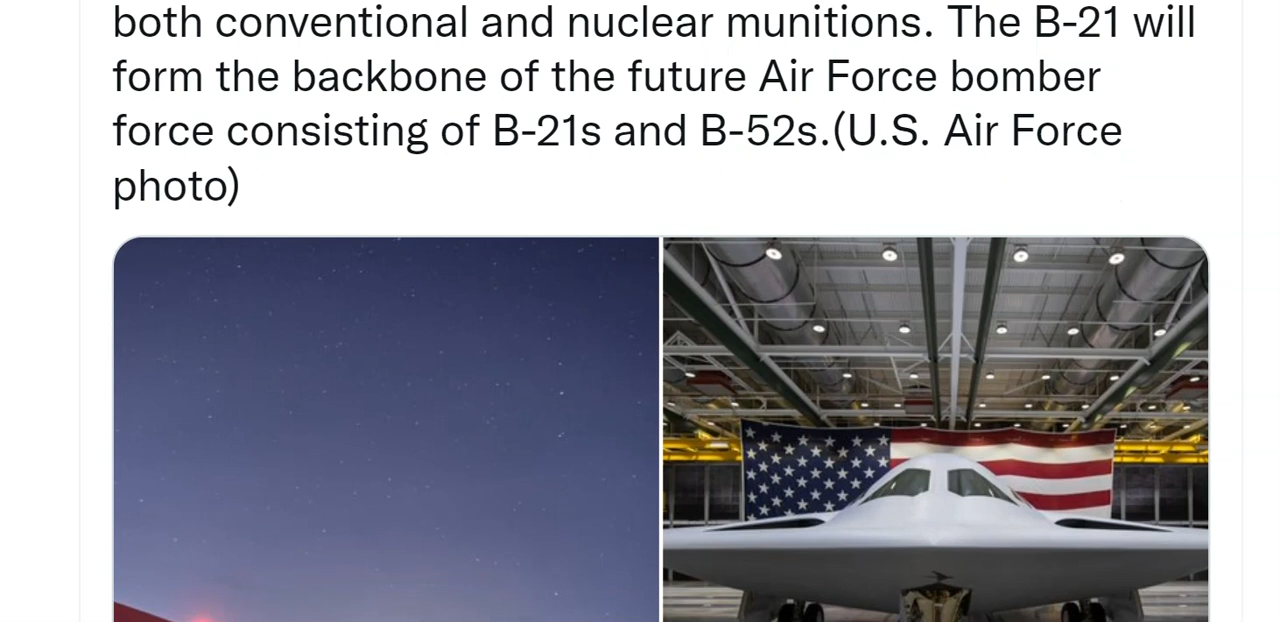 both conventional and nuclear munitions. The B-21 will
form the backbone of the future Air Force bomber
force consisting of B-21s and B-52s.(U.S. Air Force
photo)